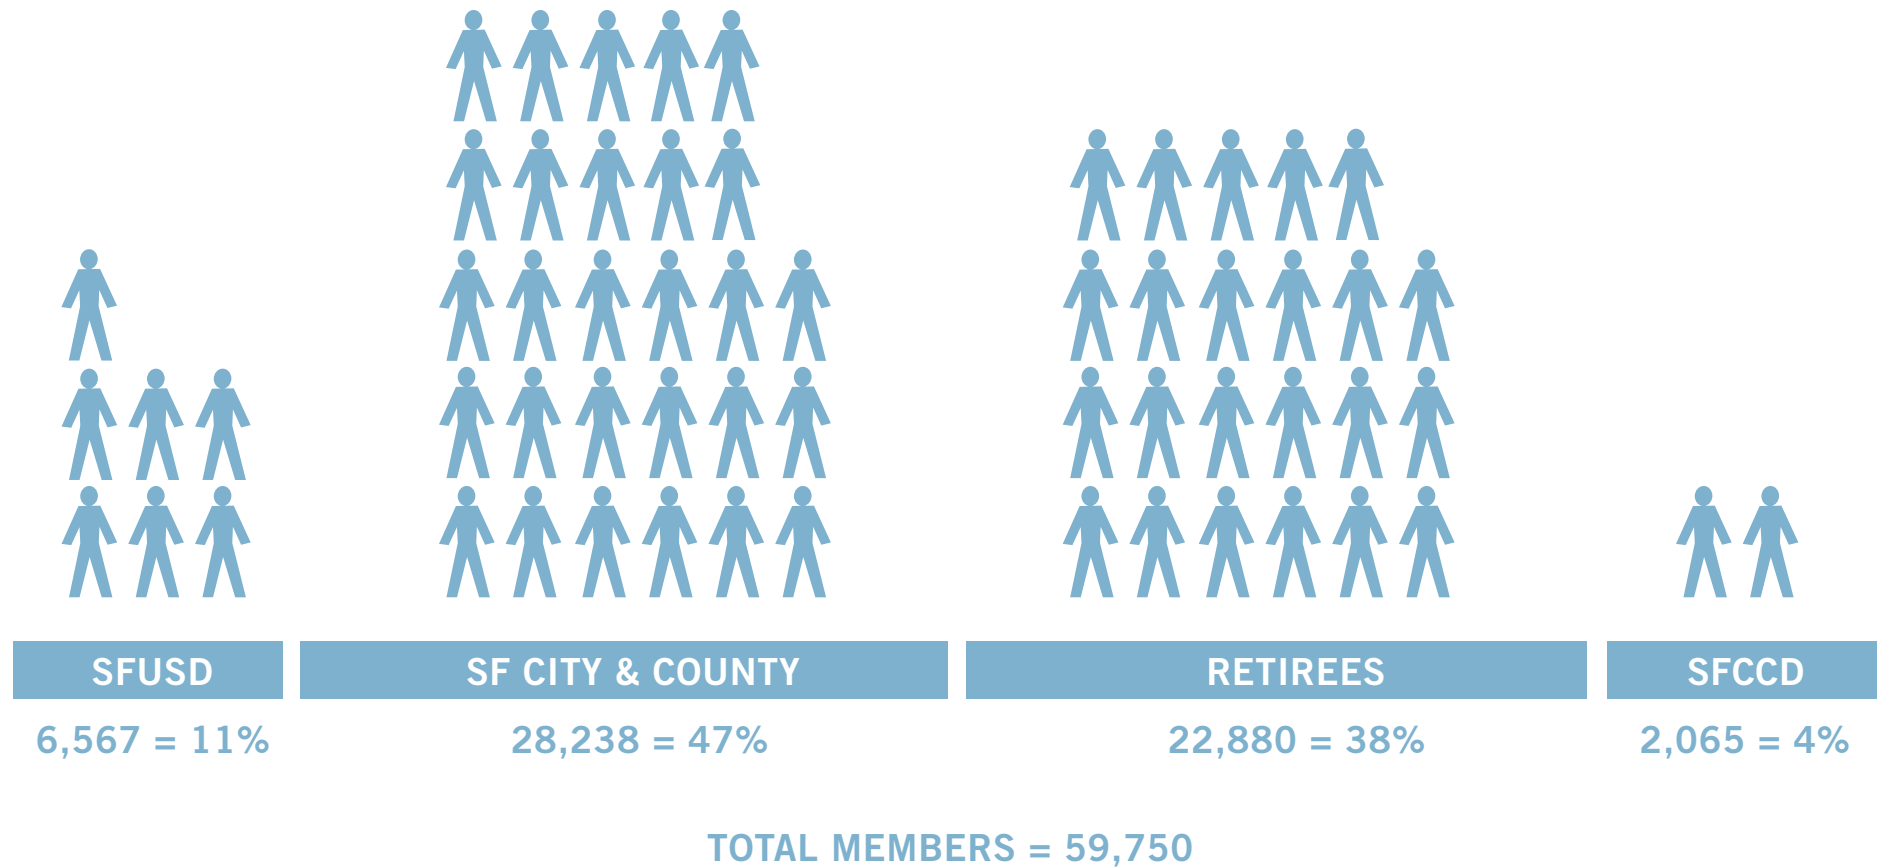 SFUSD
SF CITY & COUNTY
RETIREES
SFCCD
6,567 = 11%
28,238 = 47%
22,880 = 38%
2,065 = 4%
TOTAL MEMBERS = 59,750